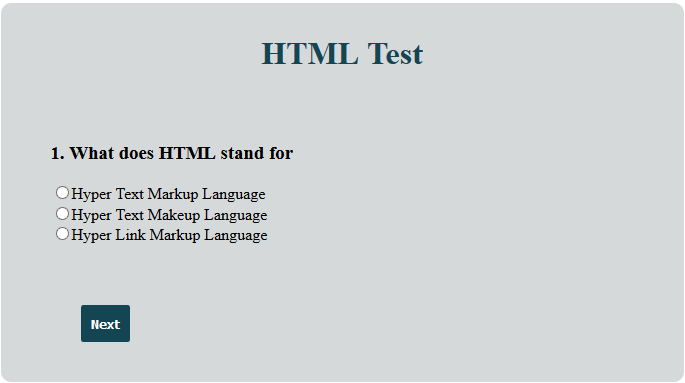 HTML Test
1. What does HTML stand for
Hyper Text Markup Language
Hyper Text Makeup Language
Hyper Link Markup Language
Next